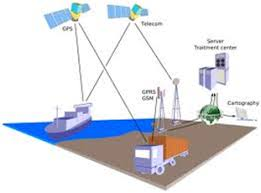 GPS
Telecom
Server
Traitment center
GPRS
GSM
Cartography